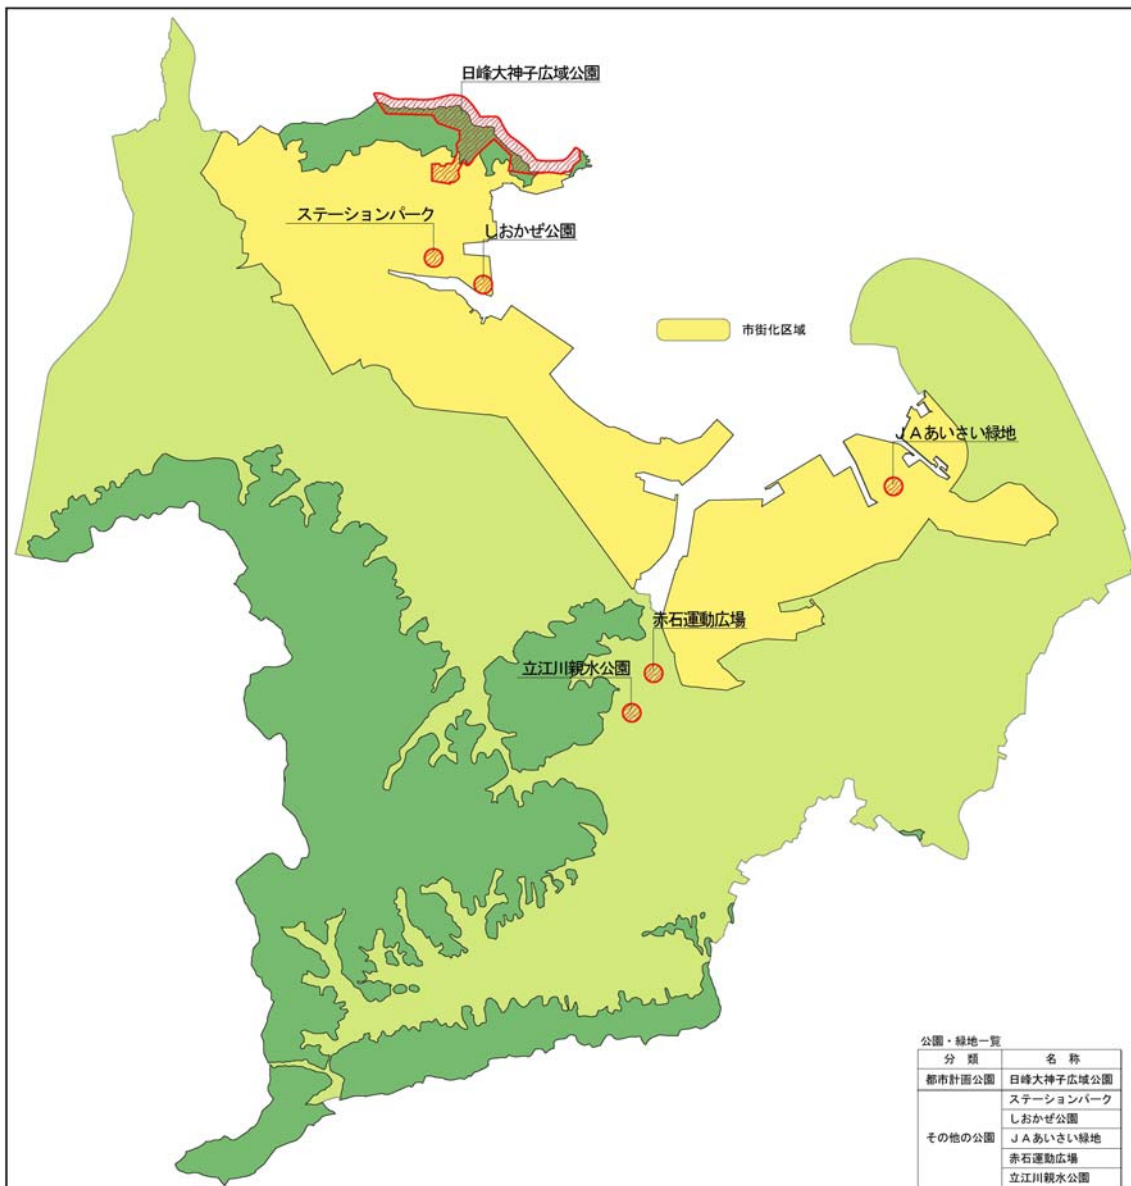 日峰大神子広域公園
ステーションパーク
しおかぜ公園
市街化区域
ＪＡあいさい緑地
赤石運動広場
立江川親水公園
公園・緑地一覧
分　類　名　称
都市計画公園　日峰大神子広域公園
その他の公園　ステーションパーク
しおかぜ公園
ＪＡあいさい緑地
赤石運動広場
立江川親水公園